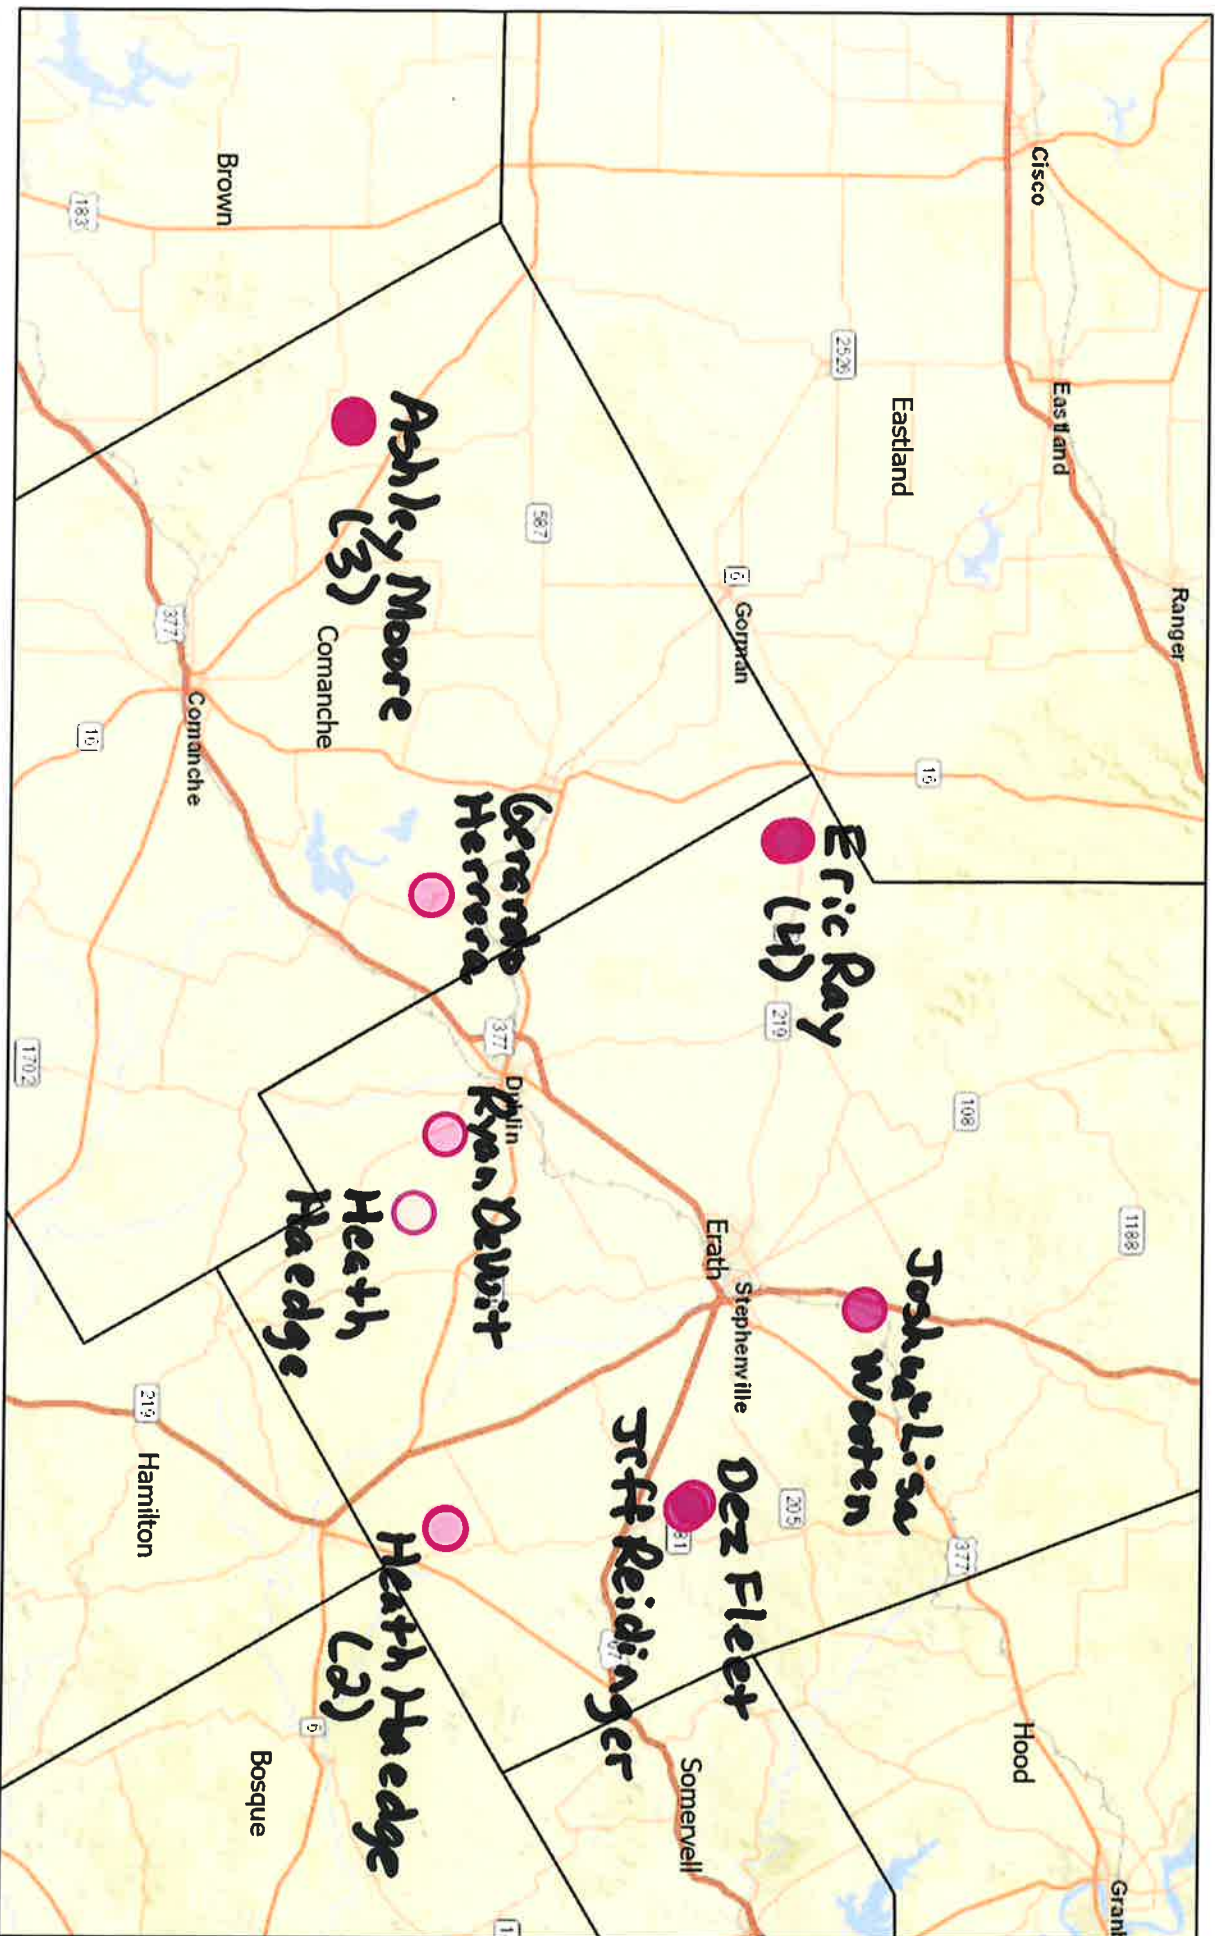 Ranger
1188
Eastland
Cisco
Hood
108
377
16
Eastland
Joshua & Lisa
Wooten
2526
Eric Ray
(4)
205
219
Gorman
6
Stephenville
Erath
Dez Fleet
Somervell
Jeff Reidinger
587
Dublin
Gerardo
Herrera
377
Ryan DeWit
Ashley Moore
(3)
Heath Haedge
(2)
Heath
Haedge
Comanche
6
Bosque
Brown
Comanche
377
Hamilton
219
183
16
1702